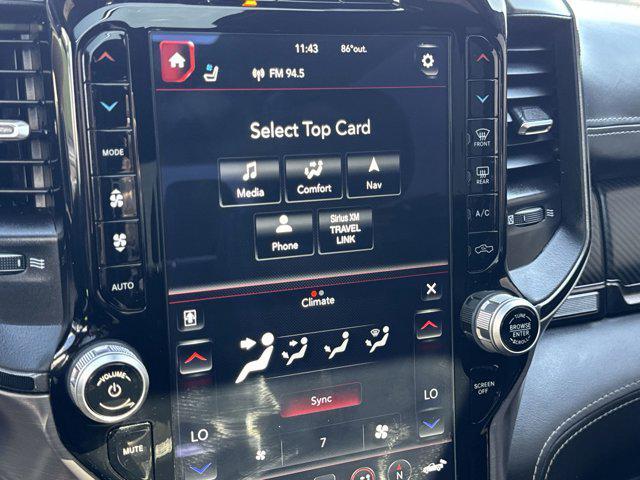 11:43 86°out.
FM 94.5
Select Top Card
Media
Comfort
Nav
Phone
Sirius XM
TRAVEL
LINK
Climate
Sync
LO
LO
7
MODE
AUTO
VOLUME
MUTE
FRONT
REAR
A/C
TUNE
BROWSE
ENTER
SCROLL
SCREEN
OFF
N